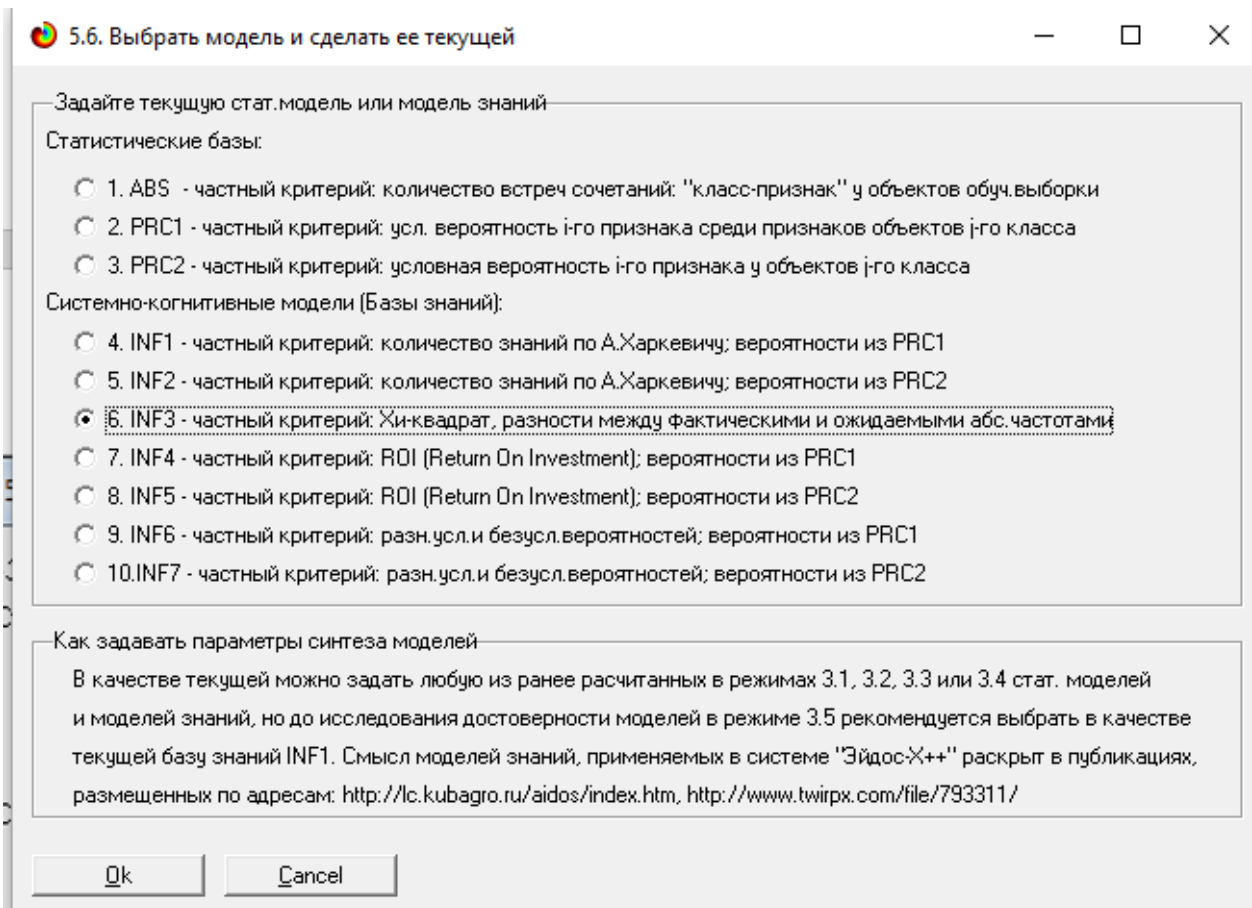 5.6. Выбрать модель и сделать ее текущей
Задайте текущую стат.модель или модель знаний
Статистические базы:
1. ABS - частный критерий: количество встреч сочетаний: "класс-признак" у объектов обуч.выборки
2. PRC1 - частный критерий: усл. вероятность i-го признака среди признаков объектов j-го класса
3. PRC2 - частный критерий: условная вероятность i-го признака у объектов j-го класса
Системно-когнитивные модели (Базы знаний):
4. INF1 - частный критерий: количество знаний по А.Харкевичу; вероятности из PRC1
5. INF2 - частный критерий: количество знаний по А.Харкевичу; вероятности из PRC2
6. INF3 - частный критерий: Хи-квадрат, разности между фактическими и ожидаемыми абс.частотами
7. INF4 - частный критерий: ROI (Return On Investment); вероятности из PRC1
8. INF5 - частный критерий: ROI (Return On Investment); вероятности из PRC2
9. INF6 - частный критерий: разн.усл.и безусл.вероятностей; вероятности из PRC1
10.INF7 - частный критерий: разн.усл.и безусл.вероятностей; вероятности из PRC2
Как задавать параметры синтеза моделей
В качестве текущей можно задать любую из ранее расчитанных в режимах 3.1, 3.2, 3.3 или 3.4 стат. моделей
и моделей знаний, но до исследования достоверности моделей в режиме 3.5 рекомендуется выбрать в качестве
текущей базу знаний INF1. Смысл моделей знаний, применяемых в системе "Эйдос-Х++" раскрыт в публикациях,
размещенных по адресам: http://lc.kubagro.ru/aidos/index.htm, http://www.twirpx.com/file/793311/
Ok
Cancel